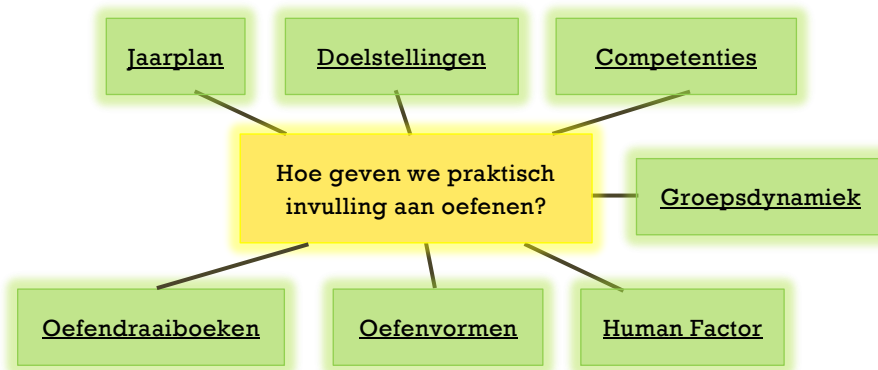 Jaarplan
Doelstellingen
Competenties
Hoe geven we praktisch
invulling aan oefenen?
Groepsdynamiek
Oefendraaiboeken
Oefenvormen
Human Factor